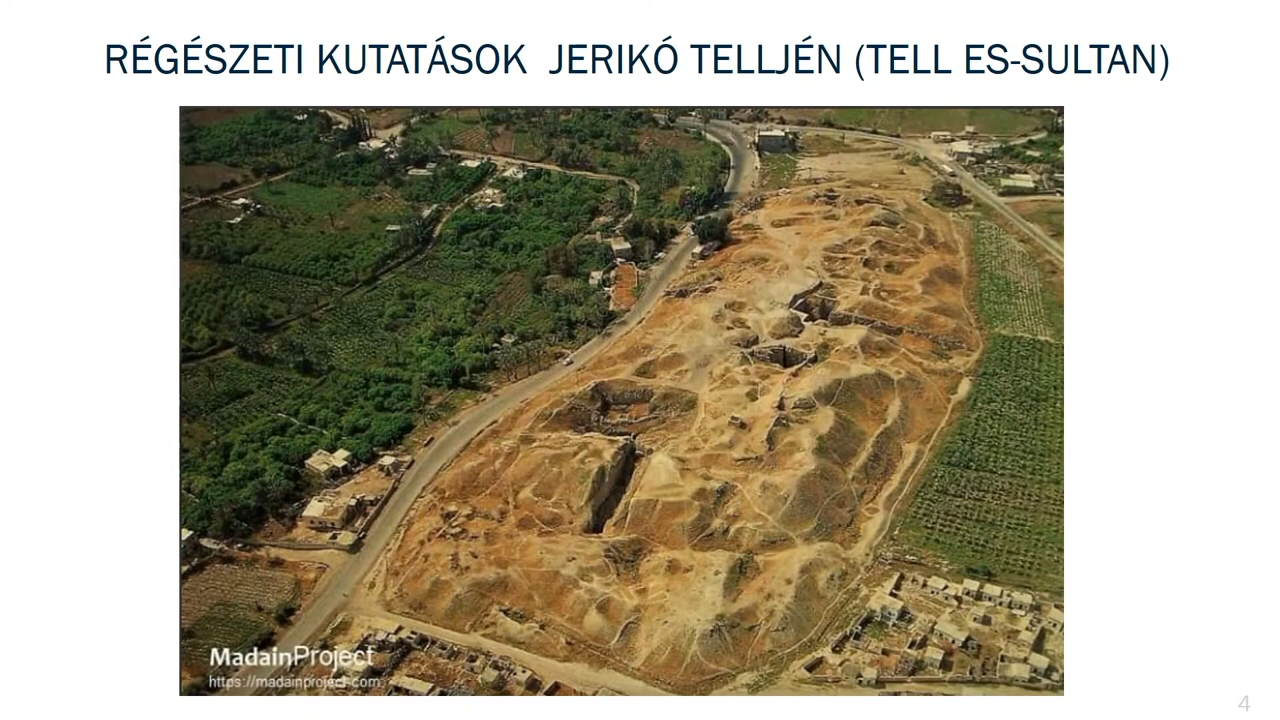 RÉGÉSZETI KUTATÁSOK  JERIKÓ TELLJÉN (TELL ES-SULTAN)
MadainProject
https://madainproject.com
4